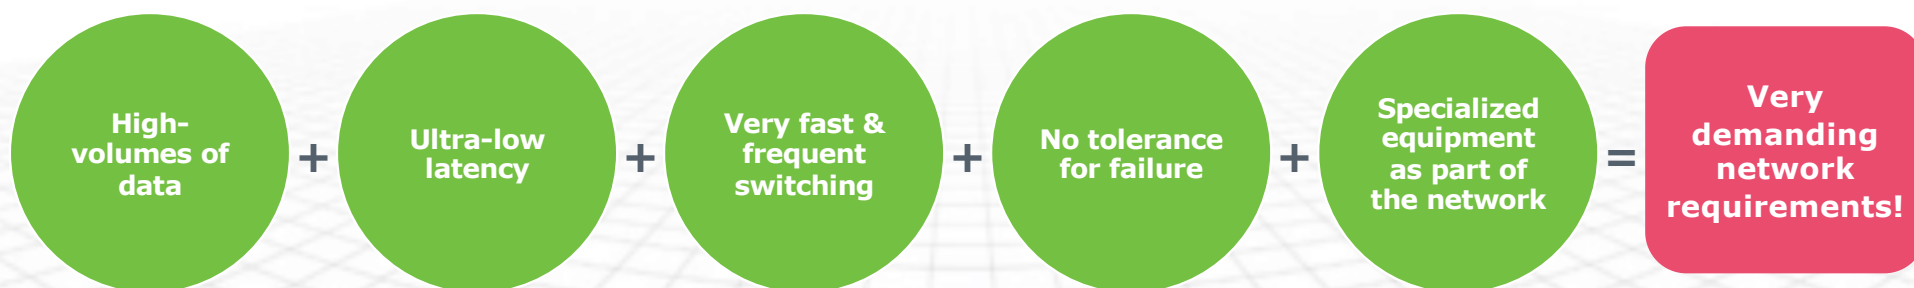 High-
volumes of
data
+
Ultra-low
latency
+
Very fast &
frequent
switching
+
No tolerance
for failure
+
Specialized
equipment
as part of
the network
=
Very
demanding
network
requirements!